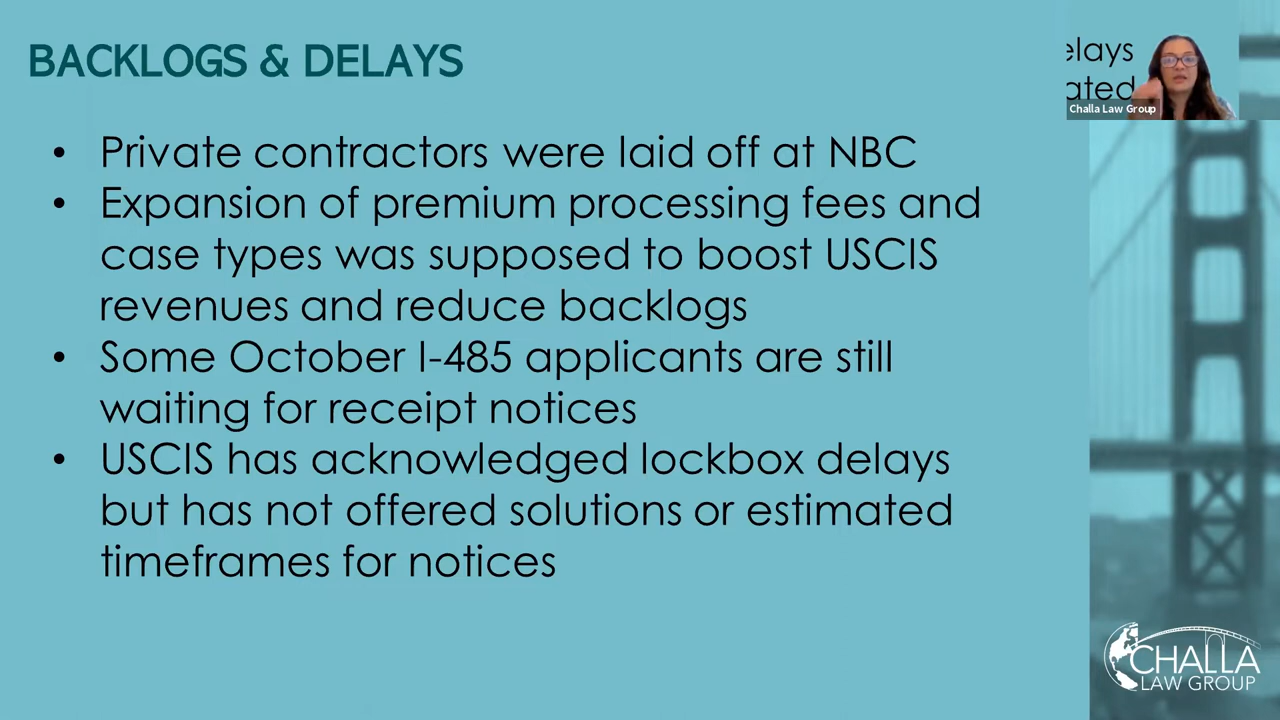 BACKLOGS & DELAYS
elays
ated
Challa Law Group
• Private contractors were laid off at NBC
• Expansion of premium processing fees and
case types was supposed to boost USCIS
revenues and reduce backlogs
• Some October I-485 applicants are still
waiting for receipt notices
• USCIS has acknowledged lockbox delays
but has not offered solutions or estimated
timeframes for notices
CHALLA
LAW GROUP